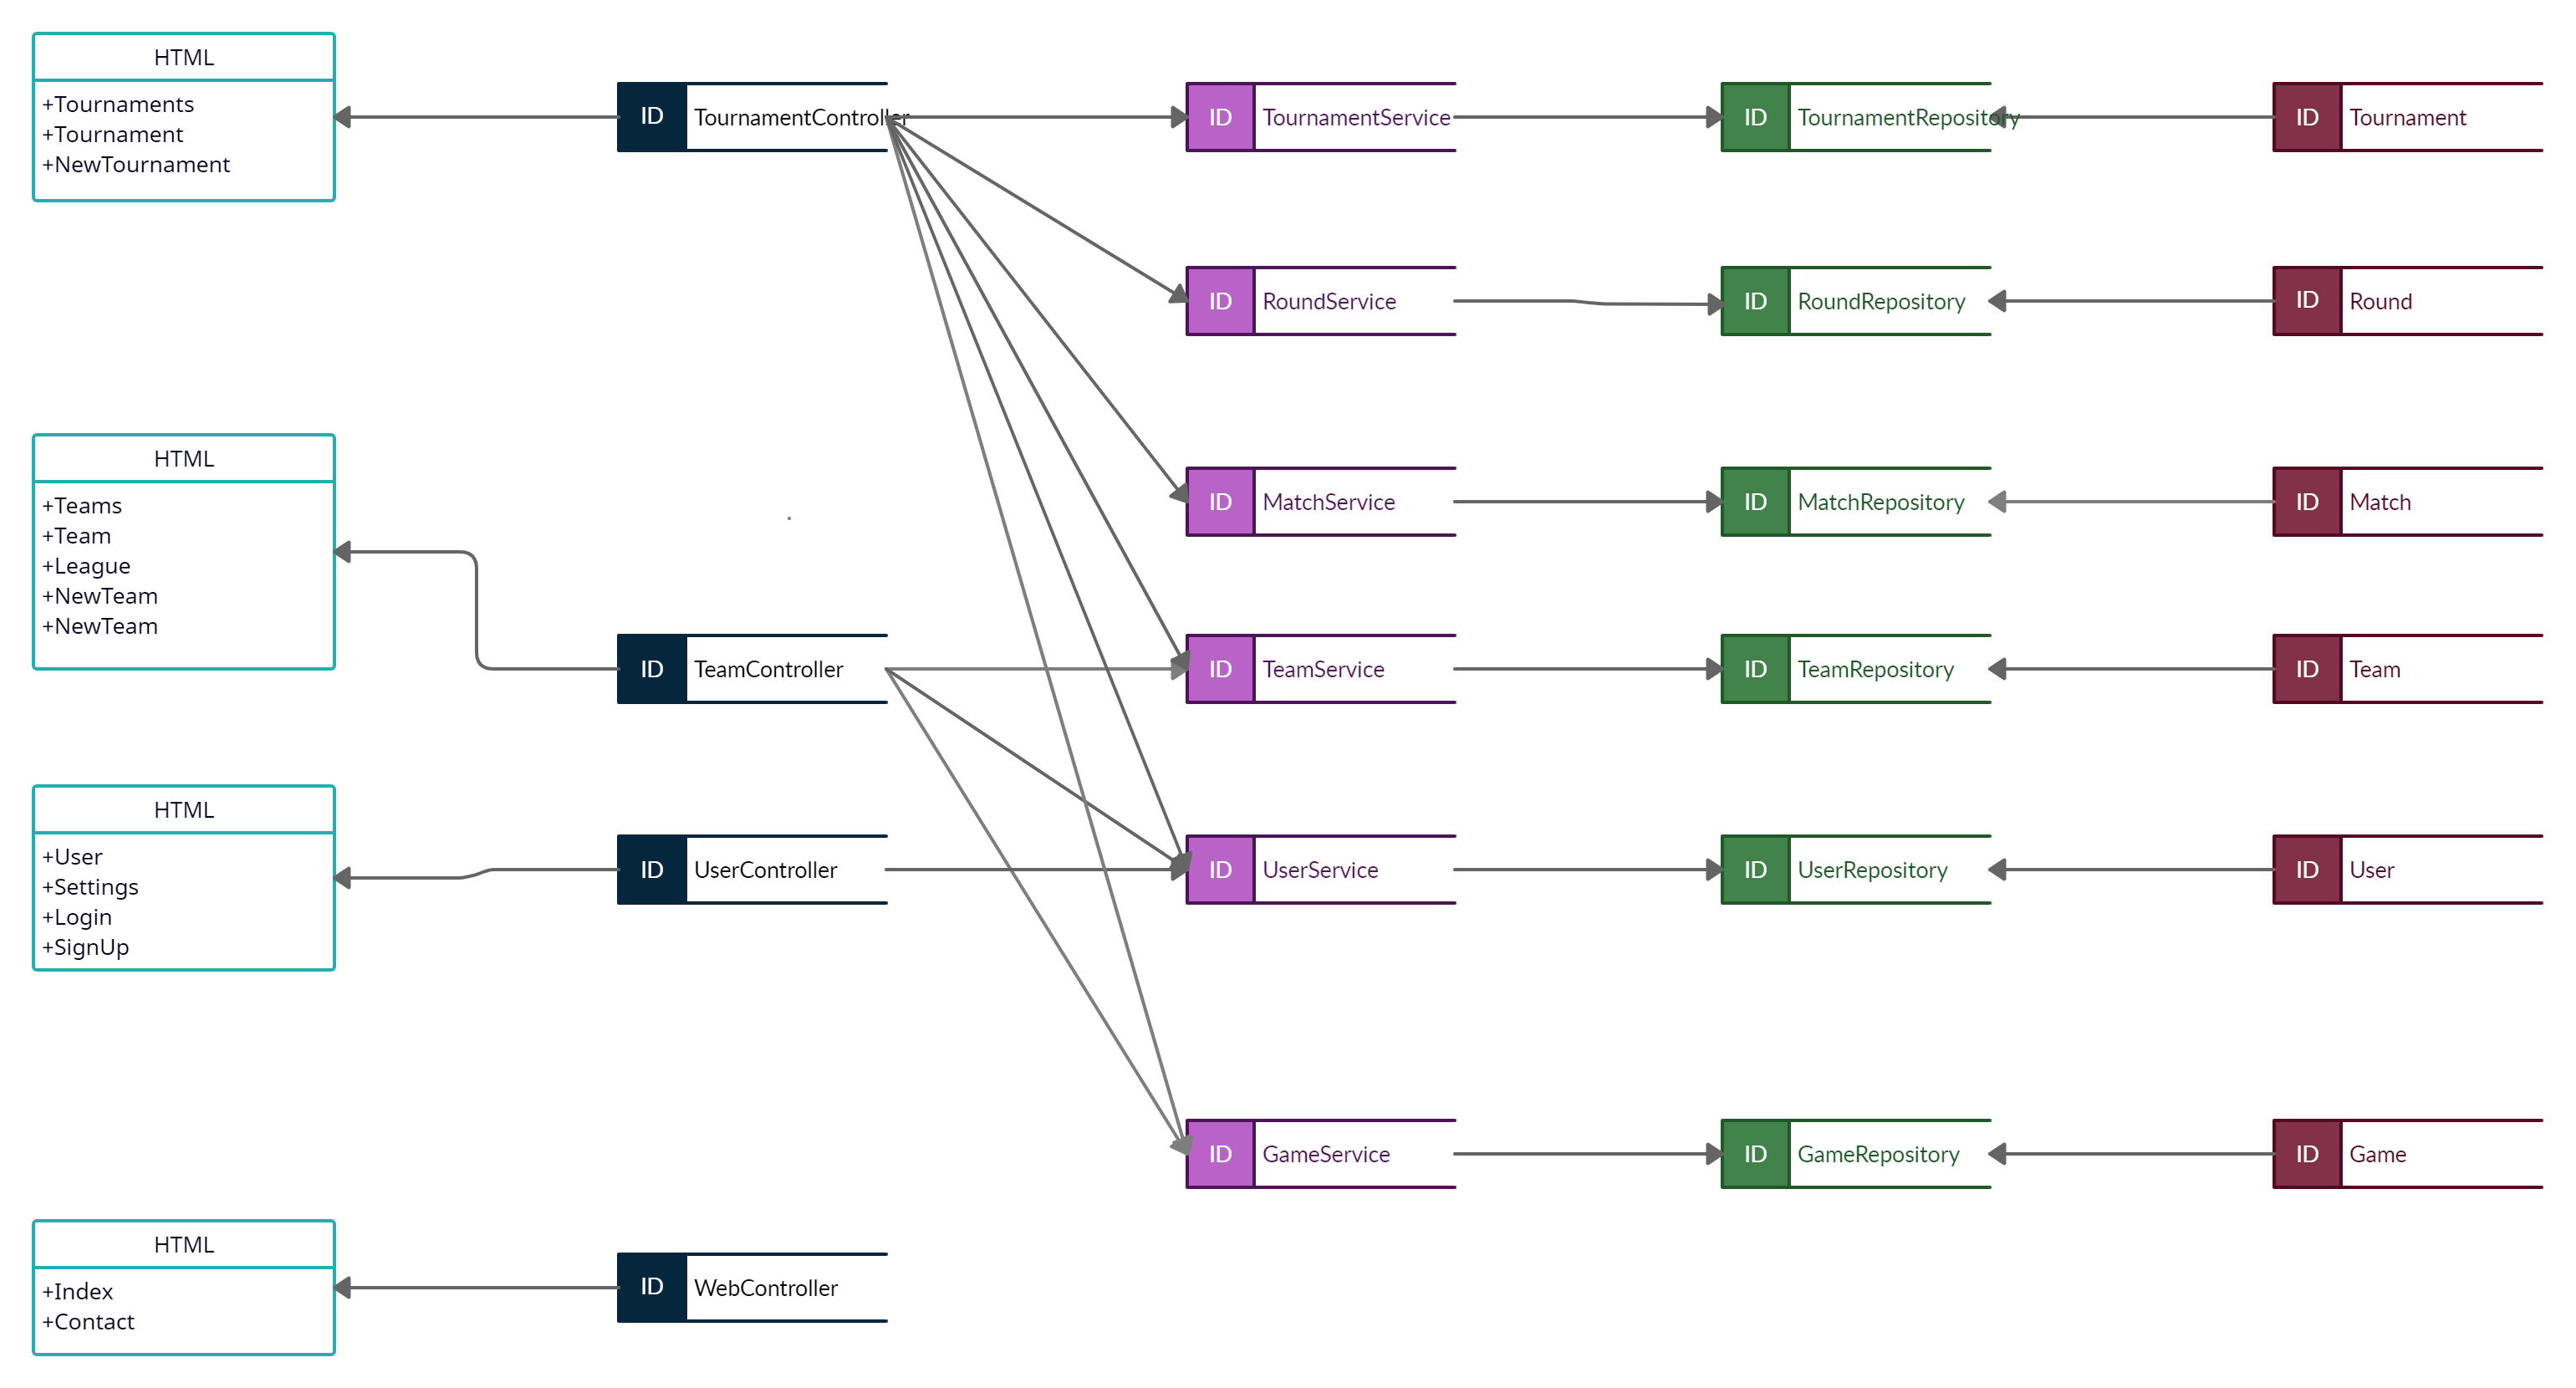 HTML
+Tournaments
+Tournament
+NewTournament
ID TournamentController
ID TournamentService
ID TournamentRepository
ID Tournament
ID RoundService
ID RoundRepository
ID Round
HTML
+Teams
+Team
+League
+NewTeam
+NewTeam
ID MatchService
ID MatchRepository
ID Match
ID TeamController
ID TeamService
ID TeamRepository
ID Team
HTML
+User
+Settings
+Login
+SignUp
ID UserController
ID UserService
ID UserRepository
ID User
ID GameService
ID GameRepository
ID Game
HTML
+Index
+Contact
ID WebController